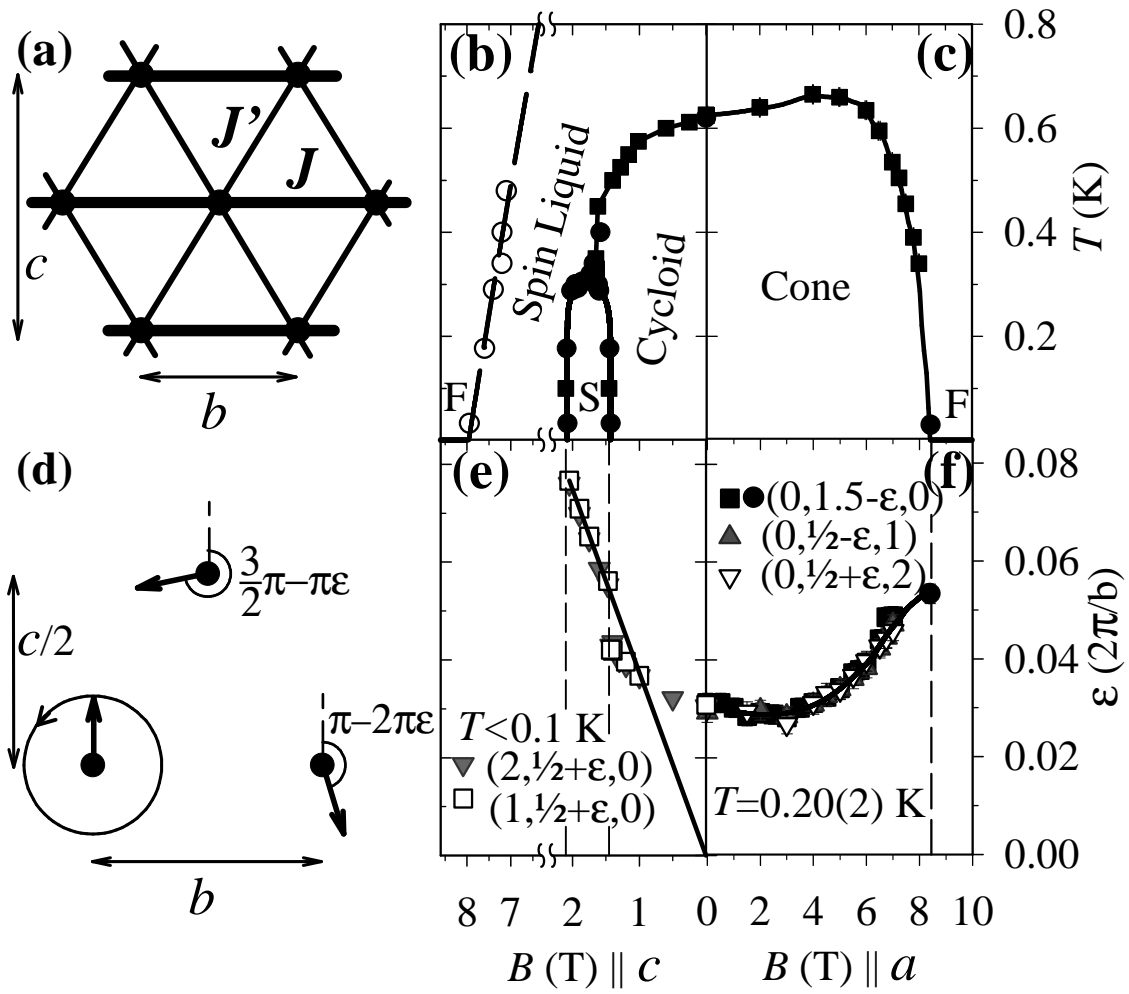 (a)
J'
J
c
b
(b)
Spin Liquid
Cycloid
F
S
(c)
Cone
F
0.8
0.6
0.4
0.2
T (K)
(d)
3/2 π−πε
c/2
π−2πε
b
(e)
T<0.1 K
(2,½+ε,0)
(1,½+ε,0)
(f)
(0,1.5-ε,0)
(0,½-ε,1)
(0,½+ε,2)
T=0.20(2) K
0.08
0.06
0.04
0.02
0.00
ε (2π/b)
8 7 2 1 0 2 4 6 8 10
B (T) || c
B (T) || a